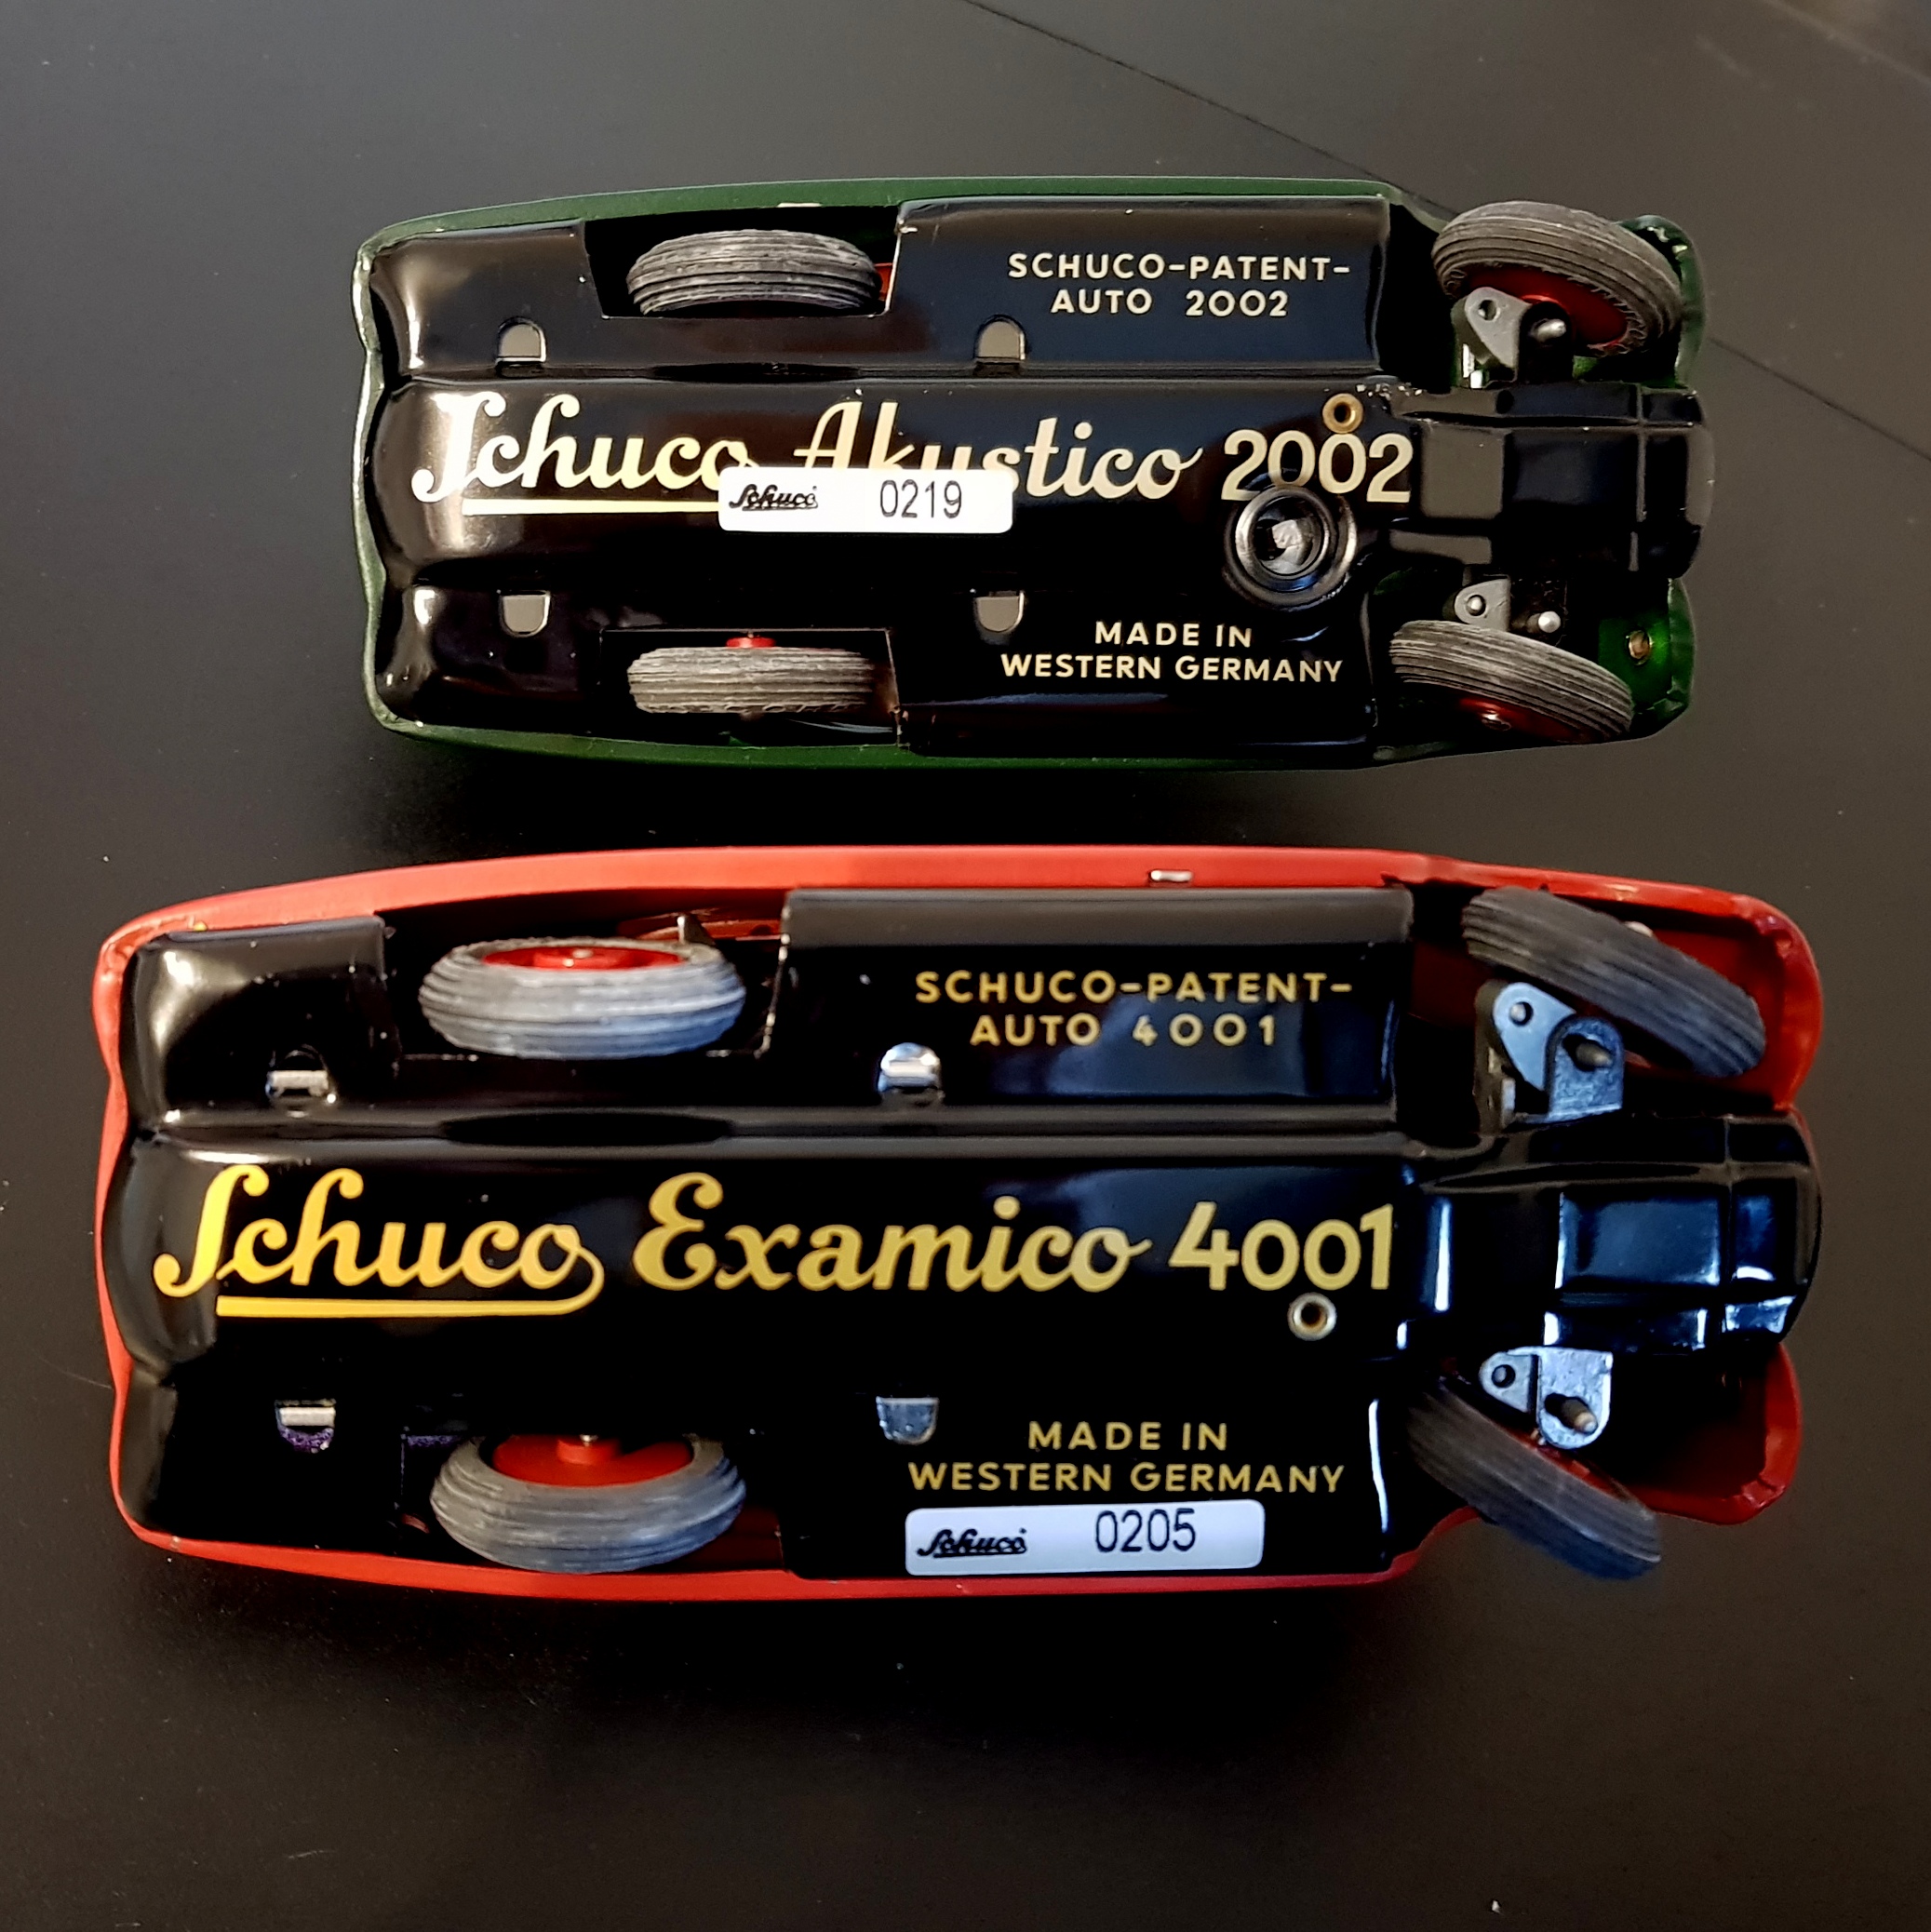 SCHUCO-PATENT-
AUTO 2002
Schuco Akustico 2002
Schuco 0219
MADE IN
WESTERN GERMANY
SCHUCO-PATENT-
AUTO 4001
Schuco Examico 4001
MADE IN
WESTERN GERMANY
Schuco 0205